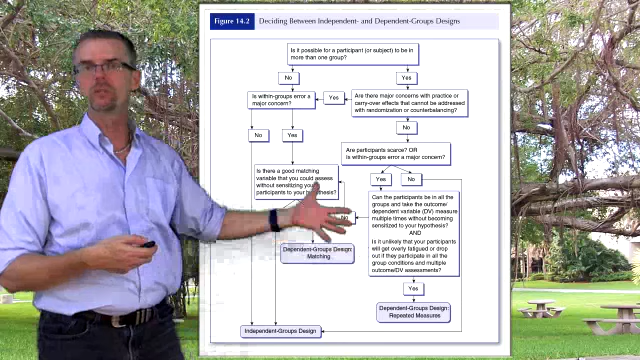 Figure 14.2 Deciding Between Independent- and Dependent-Groups Designs
Is it possible for a participant (or subject) to be in
more than one group?
No
Yes
Is within-groups error a
major concern?
Yes
Are there major concerns with practice or
carry-over effects that cannot be addressed
with randomization or counterbalancing?
No
Yes
No
Are participants scarce? OR
Is within-groups error a major concern?
Is there a good matching
variable that you could assess
without sensitizing your
participants to your hypothesis?
Yes
No
Can the participants be in all the
groups and take the outcome/
dependent variable (DV) measure
multiple times without becoming
sensitized to your hypothesis?
AND
Is it unlikely that your participants
will get overly fatigued or drop
out if they participate in all the
group conditions and multiple
outcome/DV assessments?
No
Dependent-Groups Design:
Matching
Yes
Dependent-Groups Design:
Repeated Measures
Independent-Groups Design